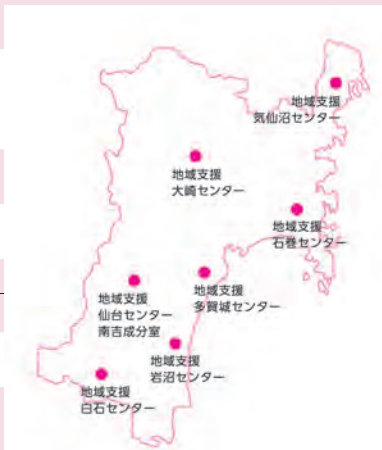 地域支援
気仙沼センター
地域支援
大崎センター
地域支援
石巻センター
地域支援
仙台センター
南吉成分室
地域支援
多賀城センター
地域支援
岩沼センター
地域支援
白石センター